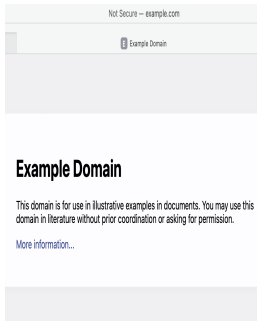 Not Secure — example.com
E Example Domain
Example Domain
This domain is for use in illustrative examples in documents. You may use this
domain in literature without prior coordination or asking for permission.
More information...